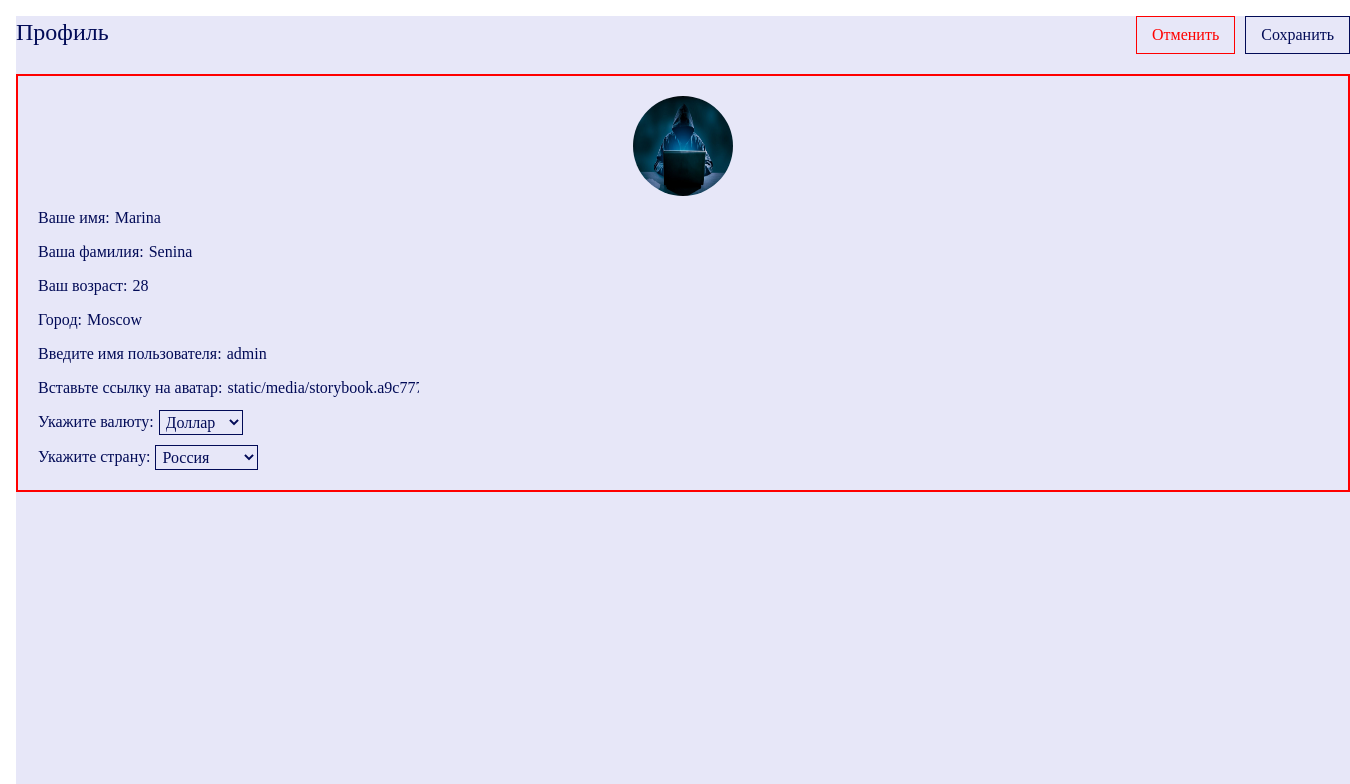 Профиль
Отменить
Сохранить
Ваше имя: Marina
Ваша фамилия: Senina
Ваш возраст: 28
Город: Moscow
Введите имя пользователя: admin
Вставьте ссылку на аватар: static/media/storybook.a9c777
Укажите валюту: Доллар
Укажите страну: Россия